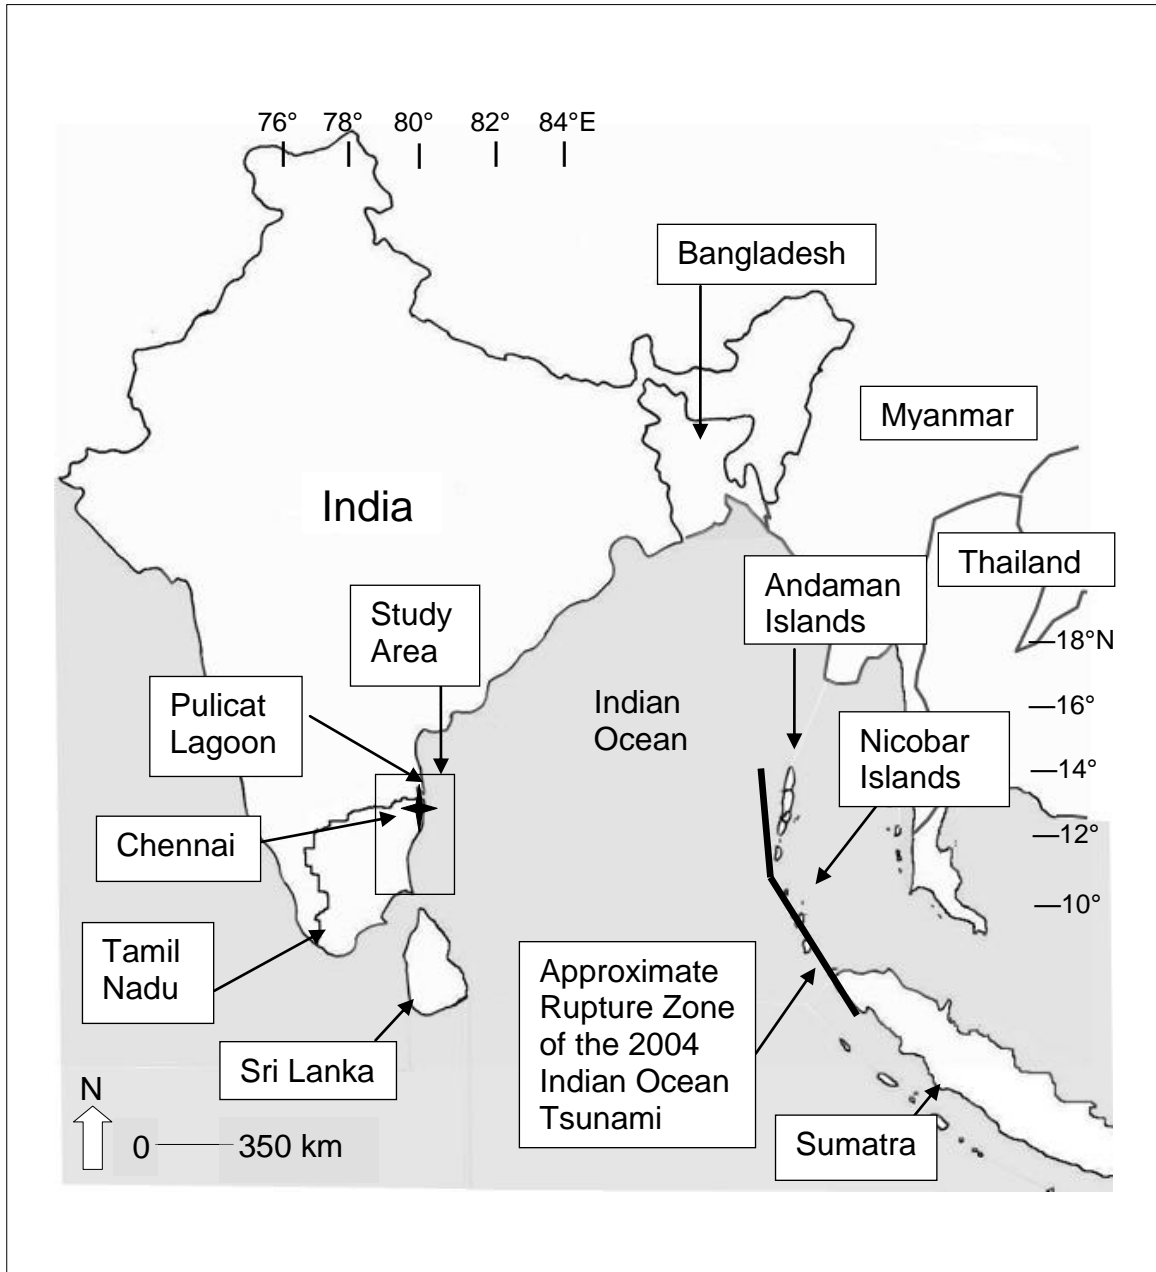 76° 78° 80° 82° 84°E
Bangladesh
Myanmar
India
Thailand
Andaman
Islands
Study
Area
—18°N
Pulicat
Lagoon
Indian
Ocean
—16°
Nicobar
Islands
—14°
Chennai
—12°
—10°
Tamil
Nadu
Approximate
Rupture Zone
of the 2004
Indian Ocean
Tsunami
Sri Lanka
N
0 350 km
Sumatra